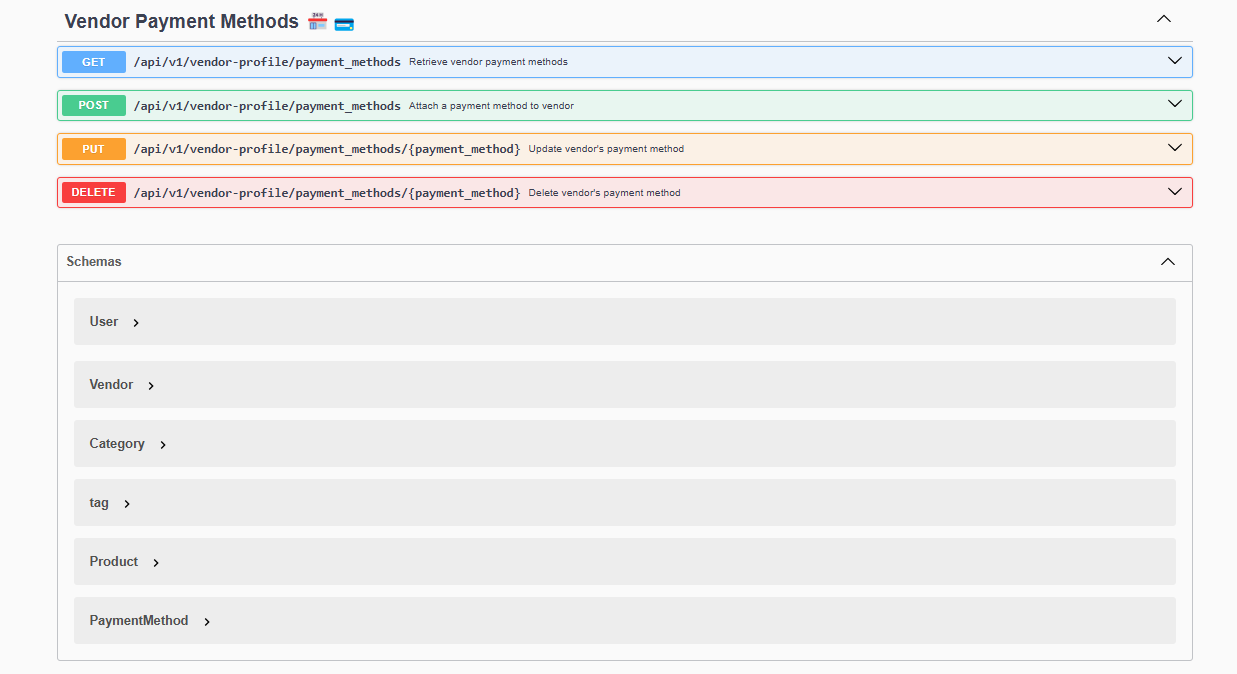 Vendor Payment Methods
GET /api/v1/vendor-profile/payment_methods Retrieve vendor payment methods
POST /api/v1/vendor-profile/payment_methods Attach a payment method to vendor
PUT /api/v1/vendor-profile/payment_methods/{payment_method} Update vendor's payment method
DELETE /api/v1/vendor-profile/payment_methods/{payment_method} Delete vendor's payment method
Schemas
User
Vendor
Category
tag
Product
PaymentMethod